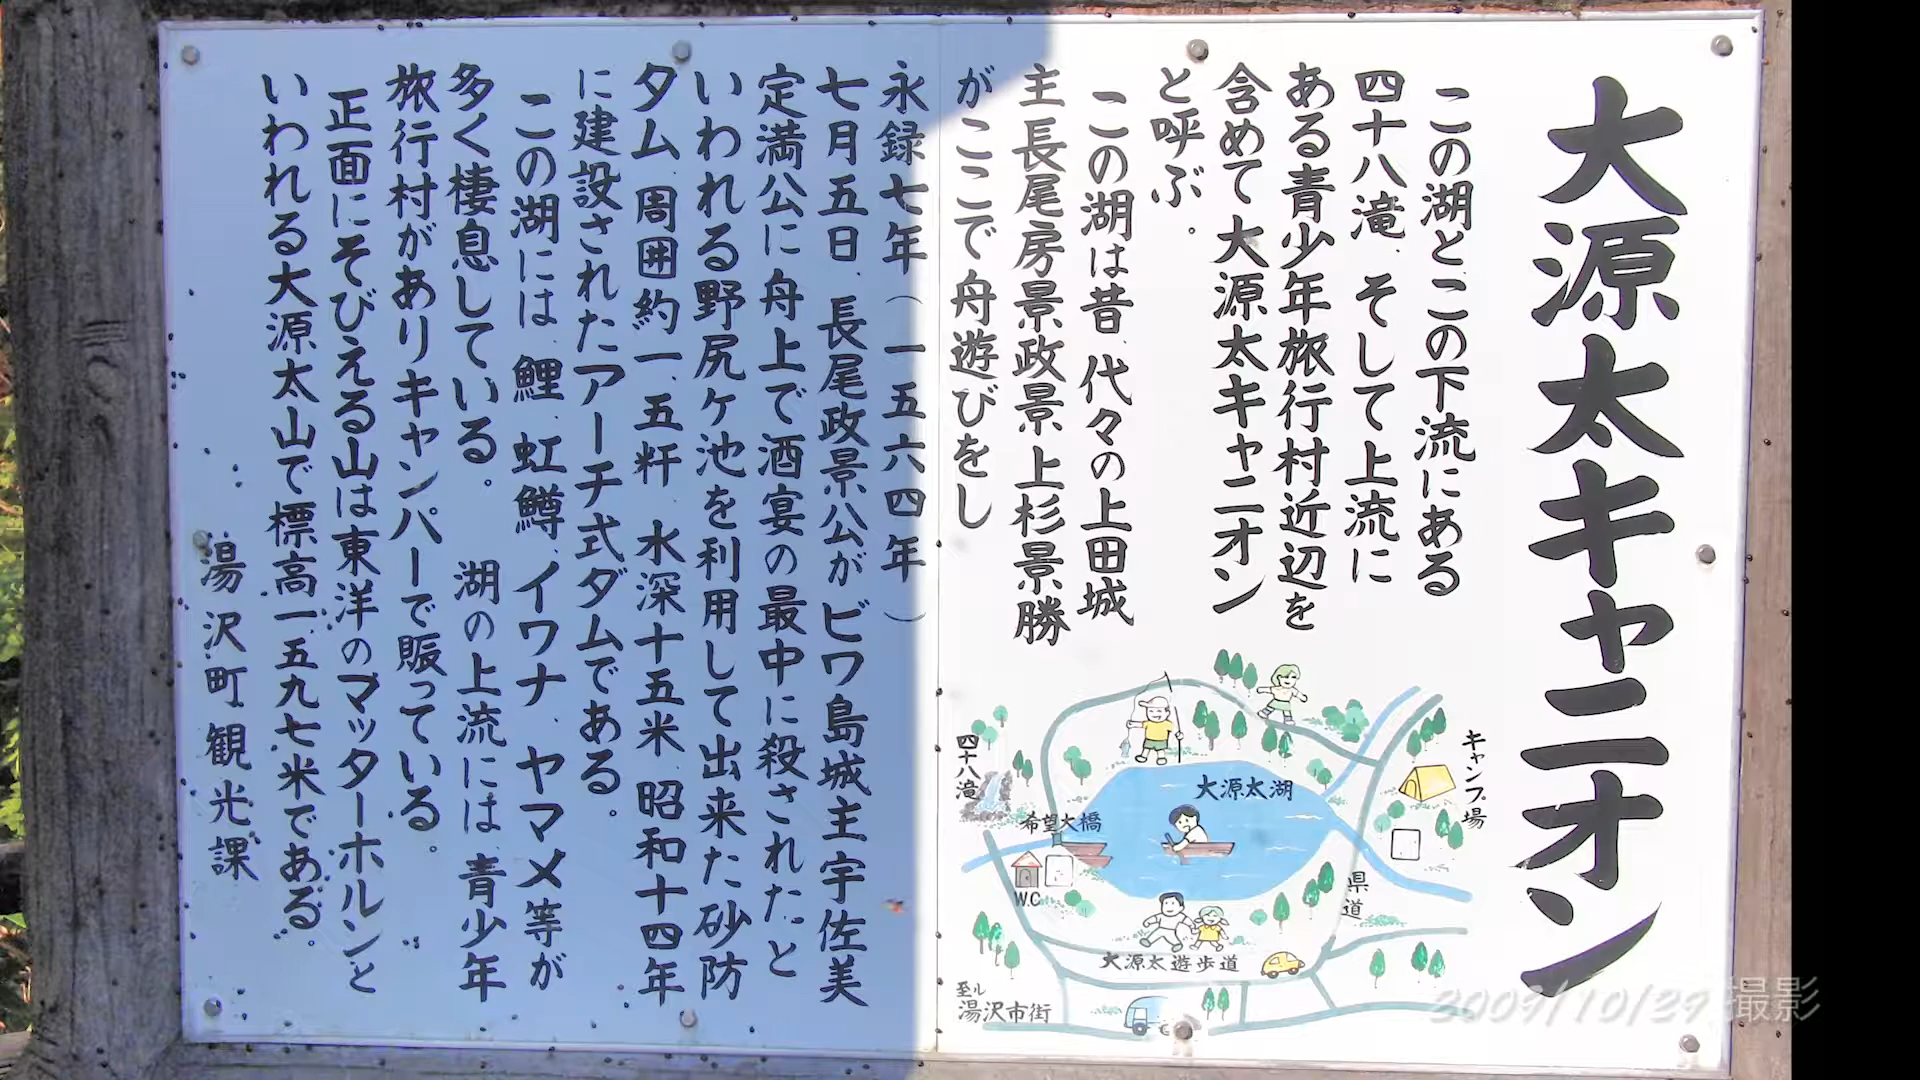 大源太キャニオン
この湖とこの下流にある
四十八滝、そして上流に
ある青少年旅行村近辺を
含めて大源太キャニオン
と呼ぶ。
この湖は昔、代々の上田城
主長尾房景政景、上杉景勝
がここで舟遊びをし
永録七年(一五六四年)
七月五日、長尾政景公がビワ島城主宇佐美
定満公に舟上で酒宴の最中に殺されたと
いわれる野尻ヶ池を利用して出来た砂防
ダム、周囲約一、五粁、水深十五米、昭和十四年
に建設されたアーチ式ダムである。
この湖には、鯉、虹鱒、イワナ、ヤマメ等が
多く棲息している。 湖の上流には、青少年
旅行村がありキャンパーで賑っている。
正面にそびえる山は東洋のマッターホルンと
いわれる大源太山で標高一五九七米である。
湯沢町観光課
キャンプ場
大源太湖
四十八滝
希望大橋
W.C
県道
大源太遊歩道
至ル
湯沢市街
2009/10/29 撮影